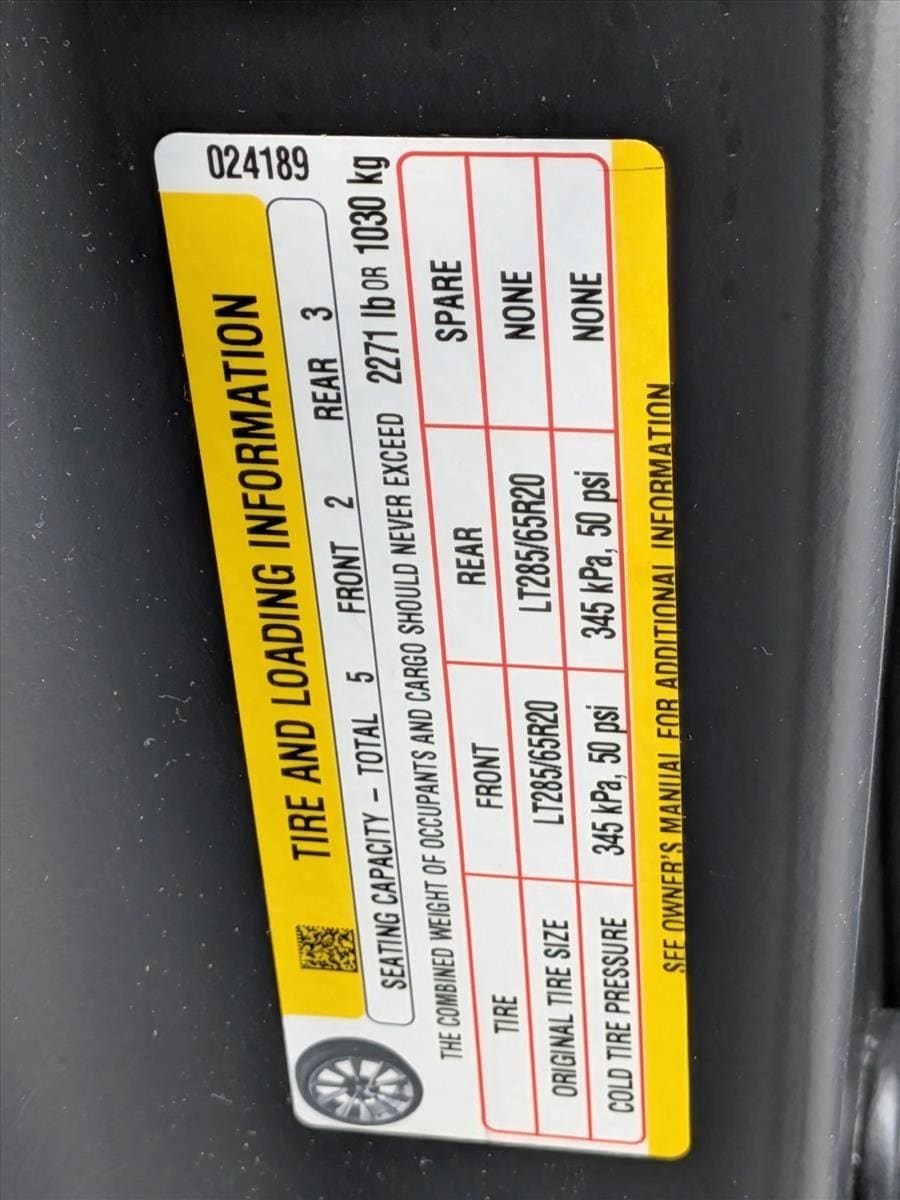 024189
TIRE AND LOADING INFORMATION
SEATING CAPACITY – TOTAL 5 FRONT 2 REAR 3
THE COMBINED WEIGHT OF OCCUPANTS AND CARGO SHOULD NEVER EXCEED 2271 lb OR 1030 kg
TIRE FRONT REAR SPARE
ORIGINAL TIRE SIZE LT285/65R20 LT285/65R20 NONE
COLD TIRE PRESSURE 345 kPa, 50 psi 345 kPa, 50 psi NONE
SEE OWNER'S MANUAL FOR ADDITIONAL INFORMATION